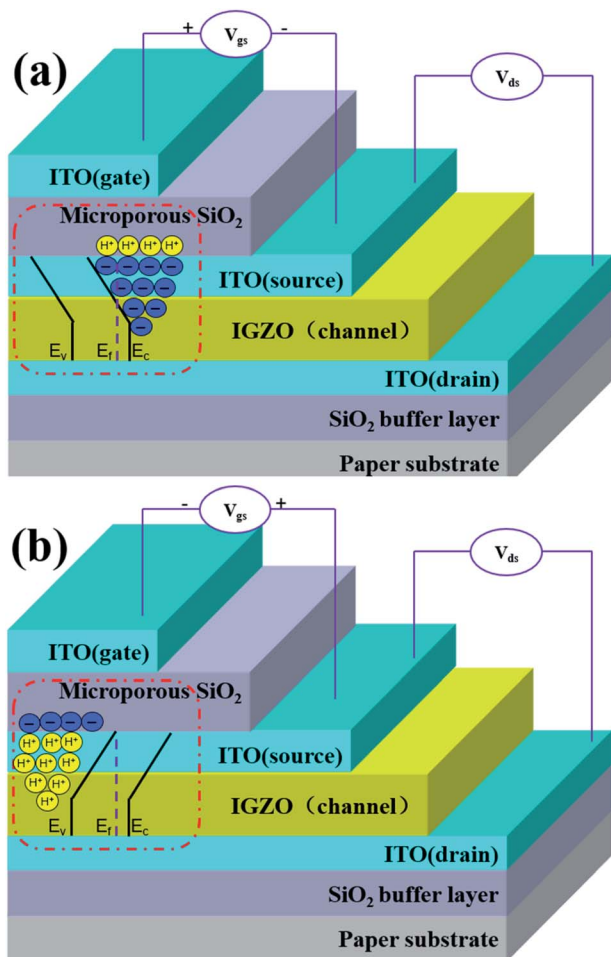 (a)
+ Vgs -
Vds
ITO(gate)
Microporous SiO2
H+ H+ H+ H+
− − − −
ITO(source)
− − −
− −
IGZO（channel）
−
Ev Ef Ec
ITO(drain)
SiO2 buffer layer
Paper substrate
(b)
- Vgs +
Vds
ITO(gate)
Microporous SiO2
− − − −
H+ H+ H+
ITO(source)
H+ H+ H+
H+ H+
IGZO（channel）
H+
Ev Ef Ec
ITO(drain)
SiO2 buffer layer
Paper substrate